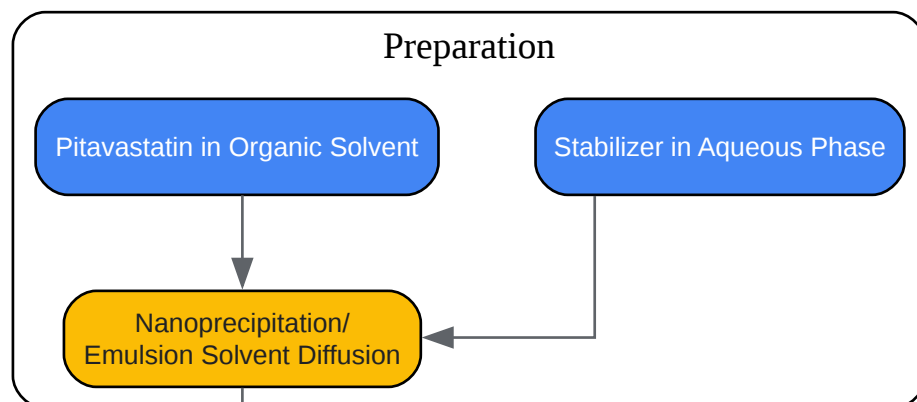 Preparation
Pitavastatin in Organic Solvent
Stabilizer in Aqueous Phase
Nanoprecipitation/
Emulsion Solvent Diffusion